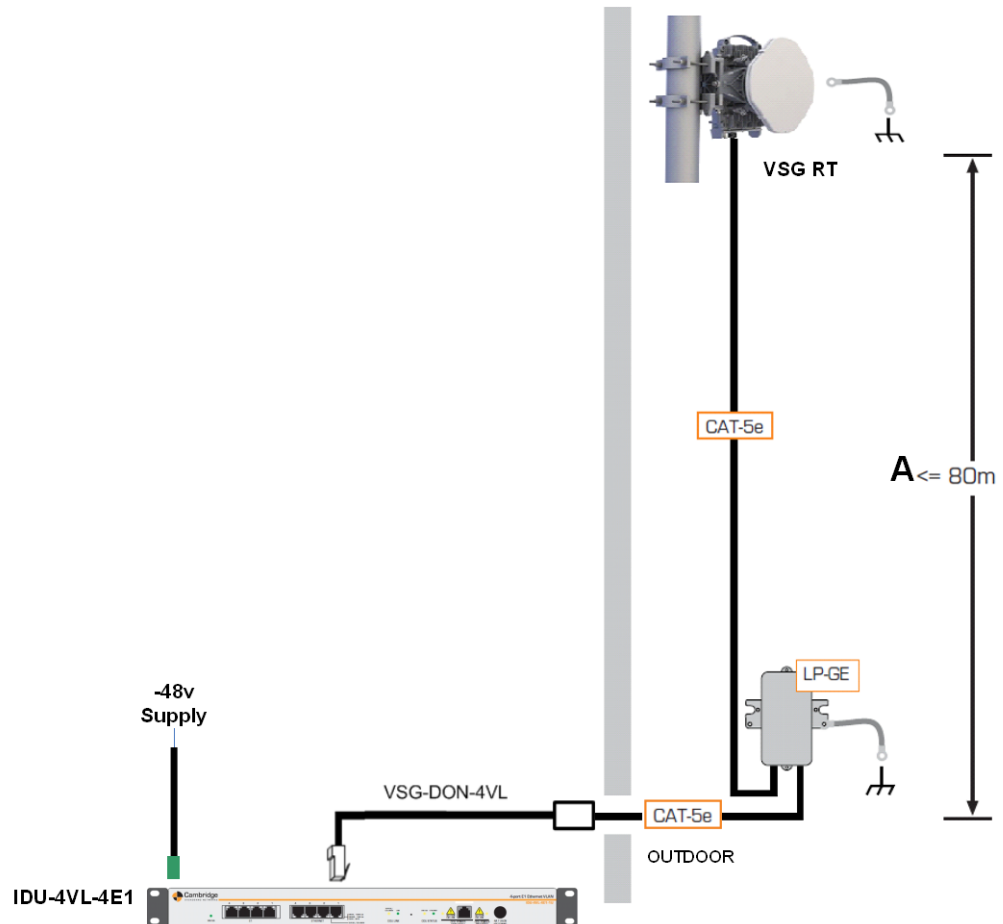 VSG RT
CAT-5e
A <= 80m
LP-GE
-48v
Supply
VSG-DON-4VL
CAT-5e
OUTDOOR
IDU-4VL-4E1
Cambridge